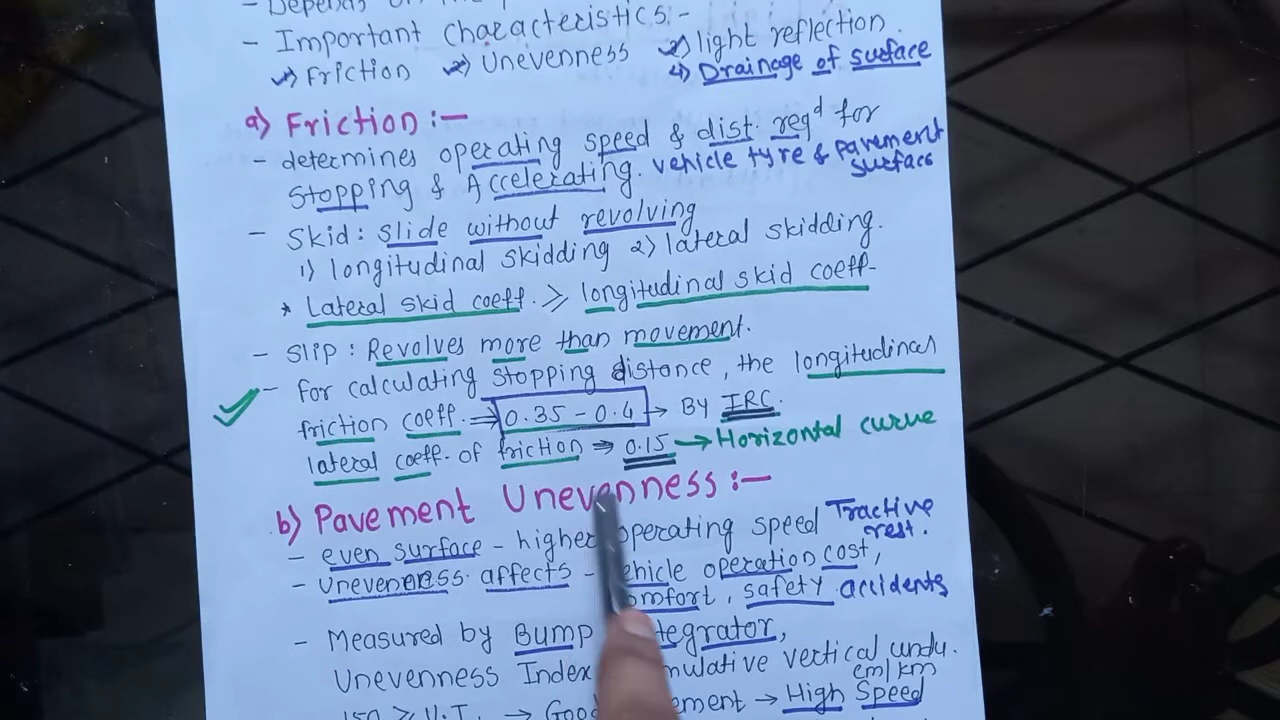 - Depends on the
- Important characteristics:-
1) Friction 2) Unevenness 3) light reflection.
4) Drainage of surface
a) Friction :-
- determines operating speed & dist. reqd for
stopping & Accelerating. vehicle tyre & pavement
surface
- Skid: slide without revolving
1) longitudinal skidding 2) lateral skidding.
* Lateral skid coeff. ⩾ longitudinal skid coeff.
- Slip : Revolves more than movement.
- for calculating stopping distance, the longitudinal
friction coeff. ⇒ 0.35 - 0.4 → BY IRC.
lateral coeff. of friction ⇒ 0.15 → Horizontal curve
b) Pavement Unevenness :-
- even surface - higher operating speed Tractive
rest.
- Unevenness affects - vehicle operation cost,
comfort, safety accidents
- Measured by Bump Integrator,
Unevenness Index vertical undu.
cm/km
150 ⩾ U.I. → → High Speed